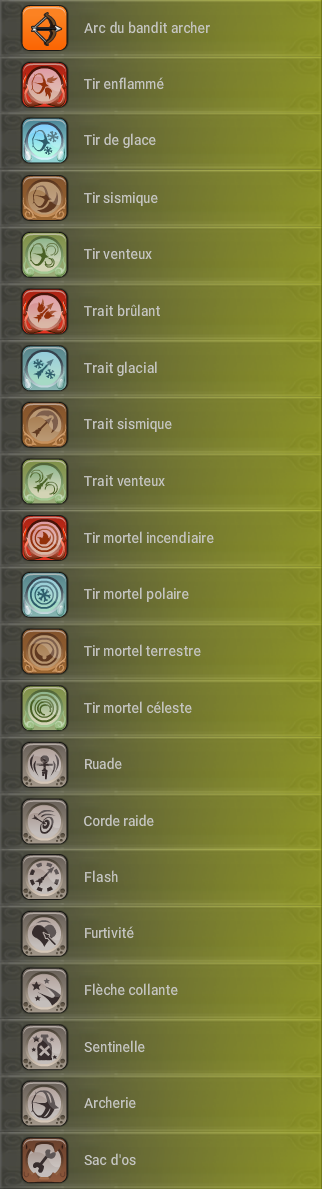 Arc du bandit archer
Tir enflammé
Tir de glace
Tir sismique
Tir venteux
Trait brûlant
Trait glacial
Trait sismique
Trait venteux
Tir mortel incendiaire
Tir mortel polaire
Tir mortel terrestre
Tir mortel céleste
Ruade
Corde raide
Flash
Furtivité
Flèche collante
Sentinelle
Archerie
Sac d'os